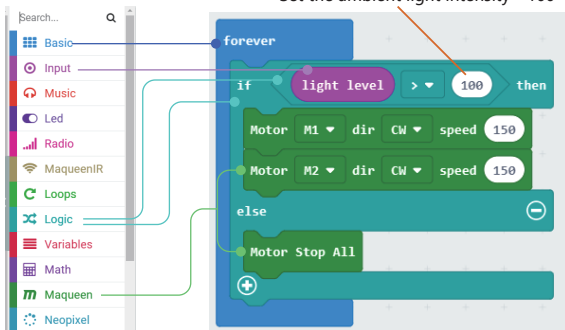 Set the ambient light intensity
100
Search...
Basic
Input
Music
Led
Radio
MaqueenIR
Loops
Logic
Variables
Math
Maqueen
Neopixel
forever
if light level > 100 then
Motor M1 dir CW speed 150
Motor M2 dir CW speed 150
else
Motor Stop All